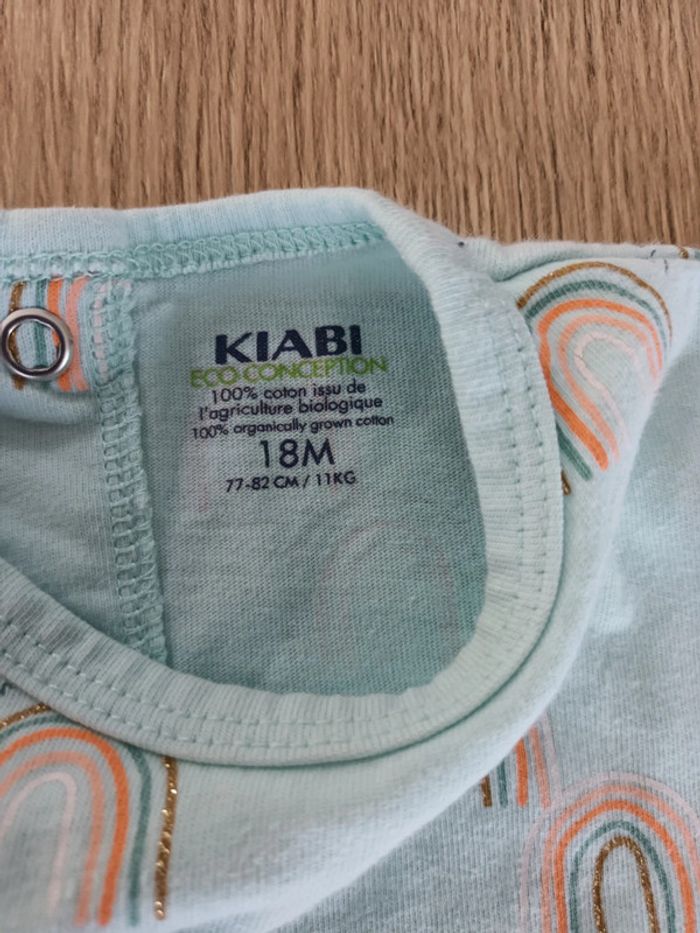 KIABI
ECO CONCEPTION
100% coton issu de
l'agriculture biologique
100% organically grown cotton
18M
77-82 CM / 11KG